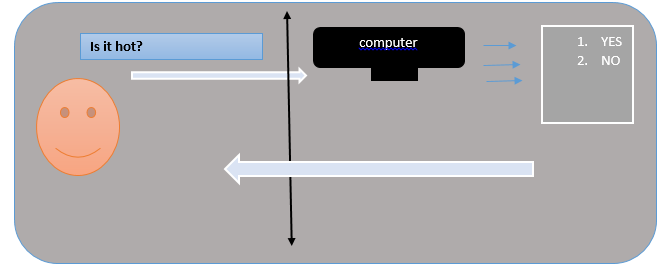 Is it hot?
computer
1. YES
2. NO